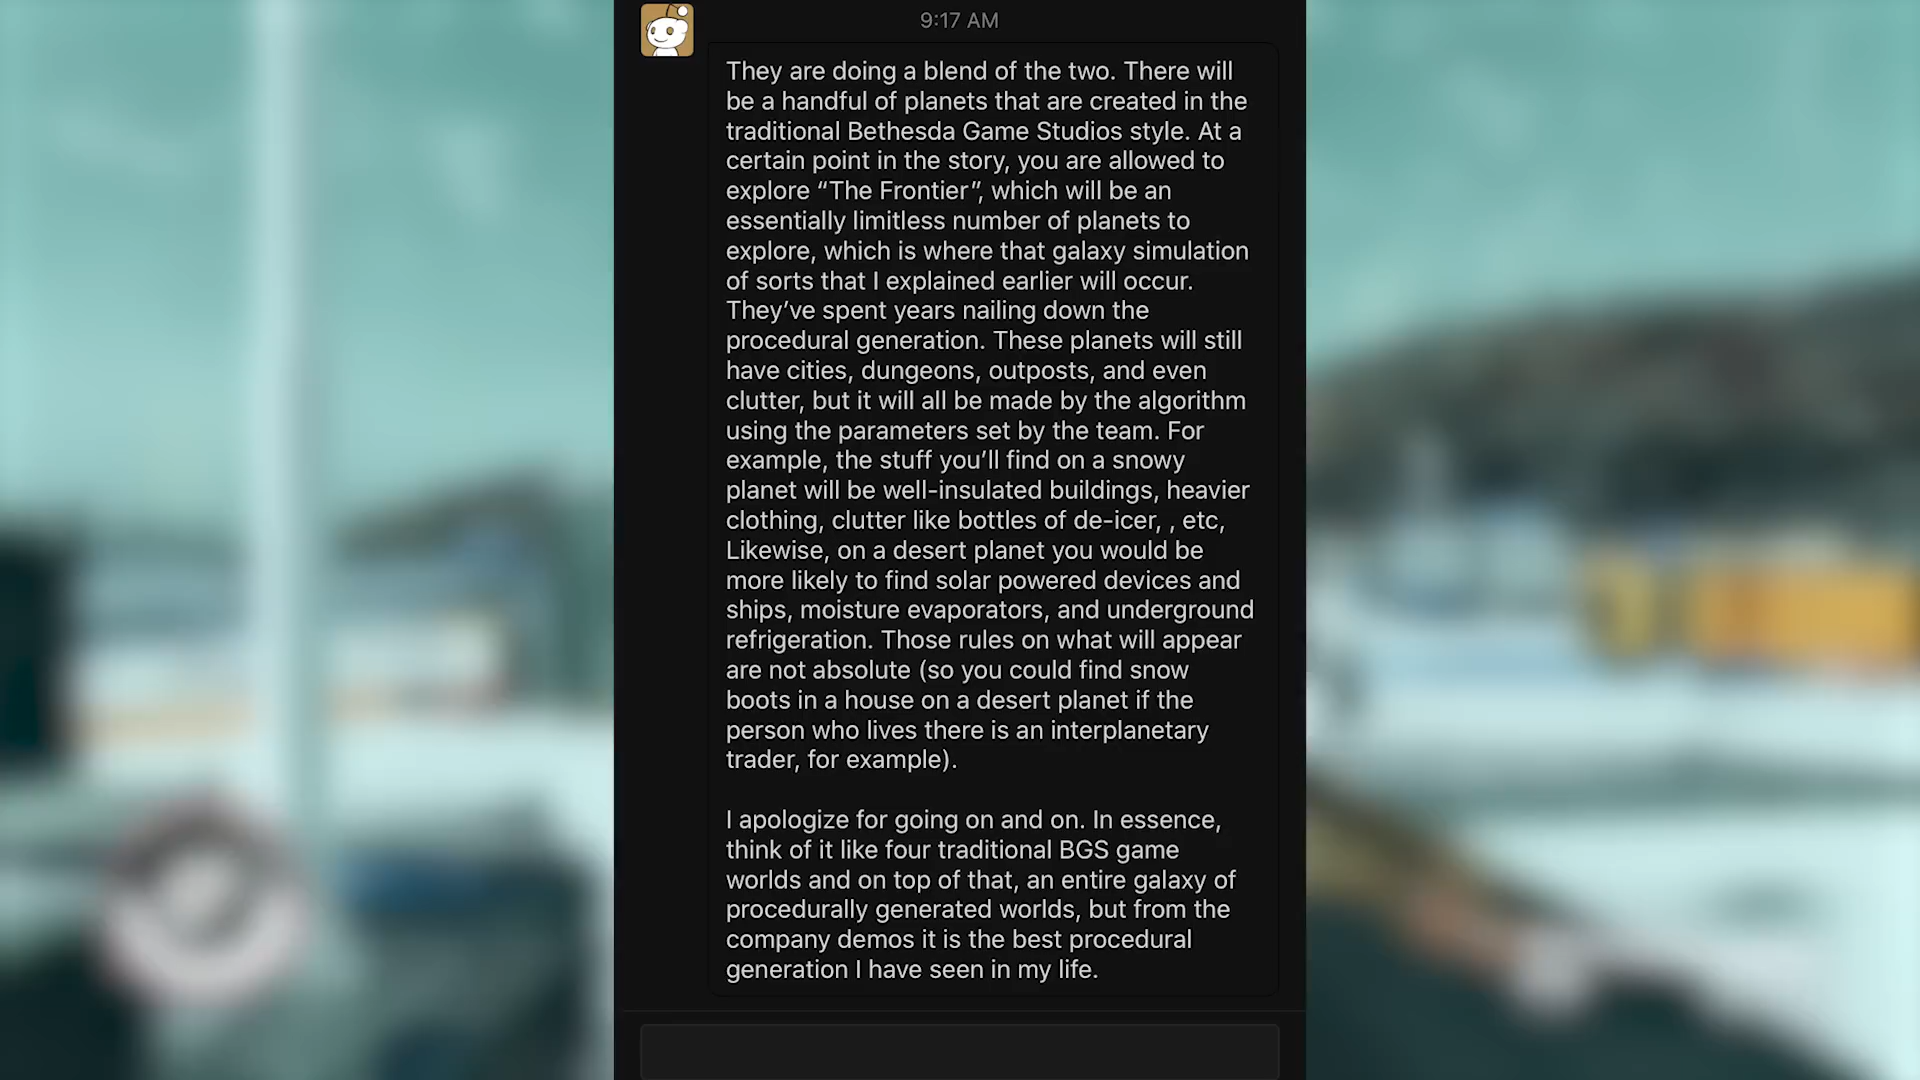 9:17 AM
They are doing a blend of the two. There will
be a handful of planets that are created in the
traditional Bethesda Game Studios style. At a
certain point in the story, you are allowed to
explore “The Frontier”, which will be an
essentially limitless number of planets to
explore, which is where that galaxy simulation
of sorts that I explained earlier will occur.
They’ve spent years nailing down the
procedural generation. These planets will still
have cities, dungeons, outposts, and even
clutter, but it will all be made by the algorithm
using the parameters set by the team. For
example, the stuff you’ll find on a snowy
planet will be well-insulated buildings, heavier
clothing, clutter like bottles of de-icer, , etc,
Likewise, on a desert planet you would be
more likely to find solar powered devices and
ships, moisture evaporators, and underground
refrigeration. Those rules on what will appear
are not absolute (so you could find snow
boots in a house on a desert planet if the
person who lives there is an interplanetary
trader, for example).
I apologize for going on and on. In essence,
think of it like four traditional BGS game
worlds and on top of that, an entire galaxy of
procedurally generated worlds, but from the
company demos it is the best procedural
generation I have seen in my life.